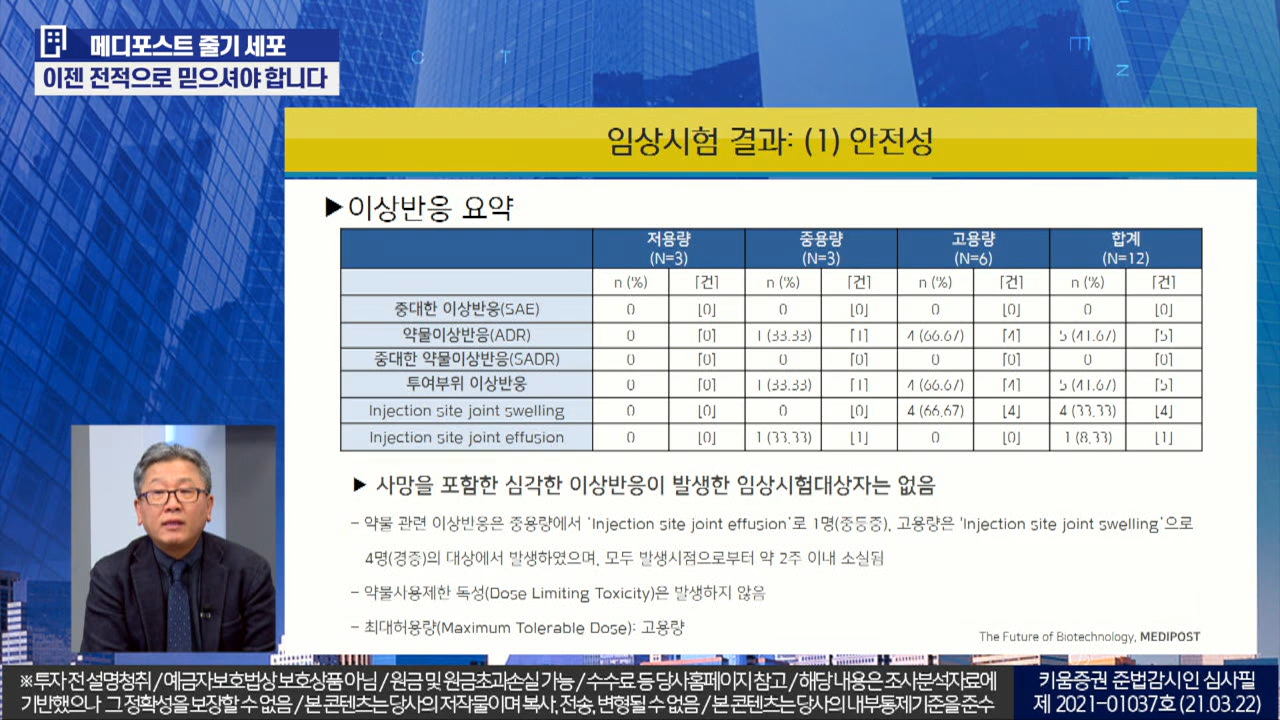 메디포스트 줄기 세포
이젠 전적으로 믿으셔야 합니다
임상시험 결과: (1) 안전성
▶이상반응 요약
저용량 (N=3) 중용량 (N=3) 고용량 (N=6) 합계 (N=12)
n (%) [건] n (%) [건] n (%) [건] n (%) [건]
중대한 이상반응(SAE) 0 [0] 0 [0] 0 [0] 0 [0]
약물이상반응(ADR) 0 [0] 1 (33.33) [1] 4 (66.67) [4] 5 (41.67) [5]
중대한 약물이상반응(SADR) 0 [0] 0 [0] 0 [0] 0 [0]
투여부위 이상반응 0 [0] 1 (33.33) [1] 4 (66.67) [4] 5 (41.67) [5]
Injection site joint swelling 0 [0] 0 [0] 4 (66.67) [4] 4 (33.33) [4]
Injection site joint effusion 0 [0] 1 (33.33) [1] 0 [0] 1 (8.33) [1]
▶ 사망을 포함한 심각한 이상반응이 발생한 임상시험대상자는 없음
- 약물 관련 이상반응은 중용량에서 'Injection site joint effusion'로 1명(중등증), 고용량은 'Injection site joint swelling'으로
4명(경증)의 대상에서 발생하였으며, 모두 발생시점으로부터 약 2주 이내 소실됨
- 약물사용제한 독성(Dose Limiting Toxicity)은 발생하지 않음
- 최대허용량(Maximum Tolerable Dose): 고용량
The Future of Biotechnology, MEDIPOST
※투자 전 설명청취 / 예금자보호법상 보호상품 아님 / 원금 및 원금초과손실 가능 / 수수료 등 당사홈페이지 참고 / 해당 내용은 조사분석자료에
기반했으나 그 정확성을 보장할 수 없음 / 본 콘텐츠는 당사의 저작물이며 복사, 전송, 변형될 수 없음 / 본 콘텐츠는 당사의 내부통제기준을 준수
키움증권 준법감시인 심사필
제 2021-01037호 (21.03.22)